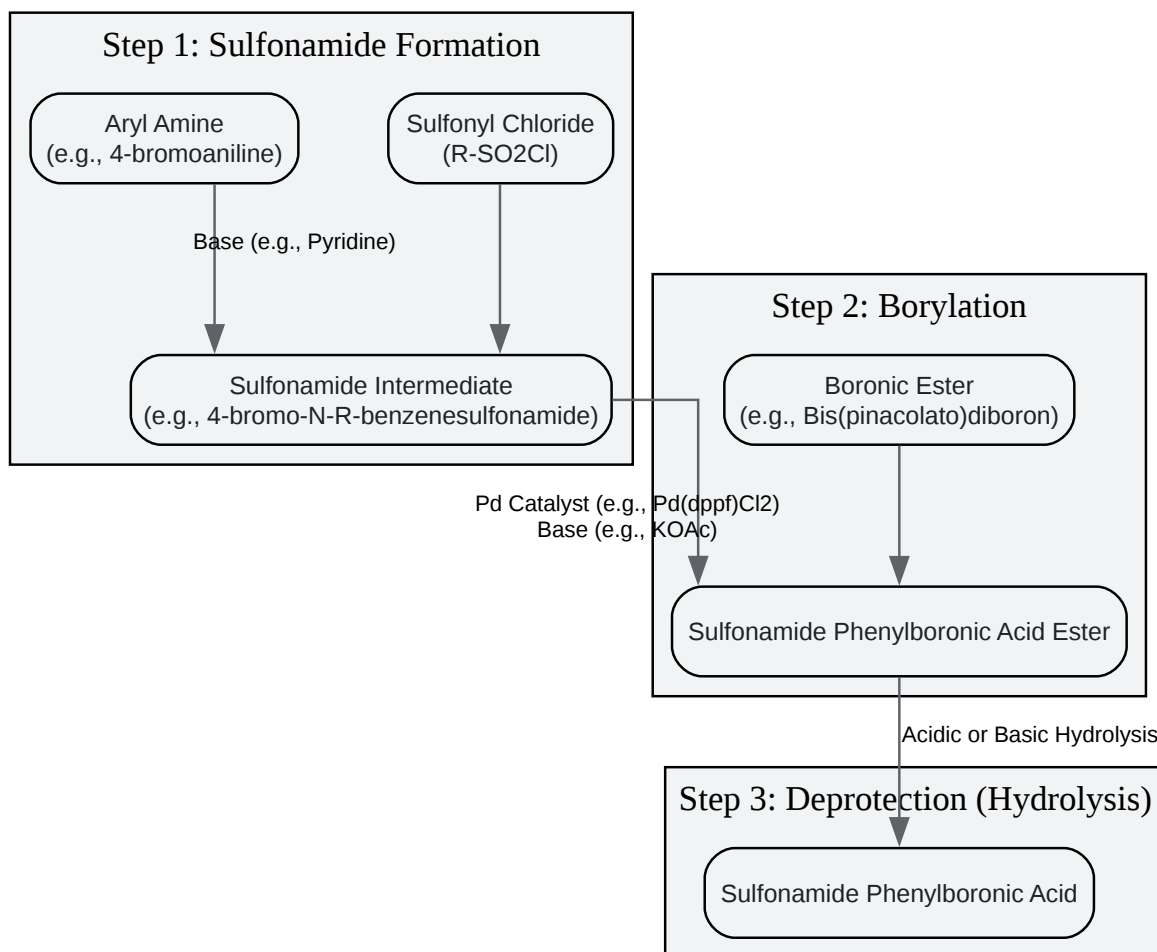 Step 1: Sulfonamide Formation
Aryl Amine
(e.g., 4-bromoaniline)
Sulfonyl Chloride
(R-SO2Cl)
Base (e.g., Pyridine)
Sulfonamide Intermediate
(e.g., 4-bromo-N-R-benzenesulfonamide)
Step 2: Borylation
Boronic Ester
(e.g., Bis(pinacolato)diboron)
Pd Catalyst (e.g., Pd(dppf)Cl2)
Base (e.g., KOAc)
Sulfonamide Phenylboronic Acid Ester
Acidic or Basic Hydrolysis
Step 3: Deprotection (Hydrolysis)
Sulfonamide Phenylboronic Acid